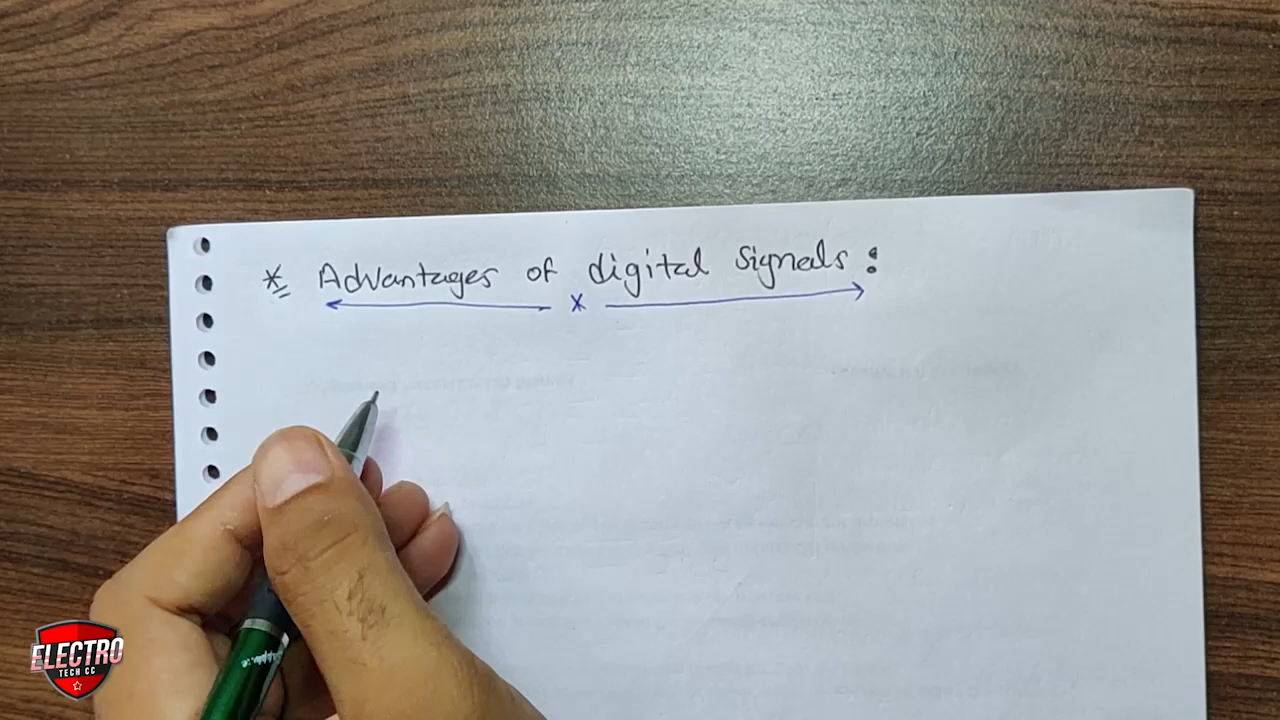 * Advantages of digital signals :
x
ELECTRO
TECH CC